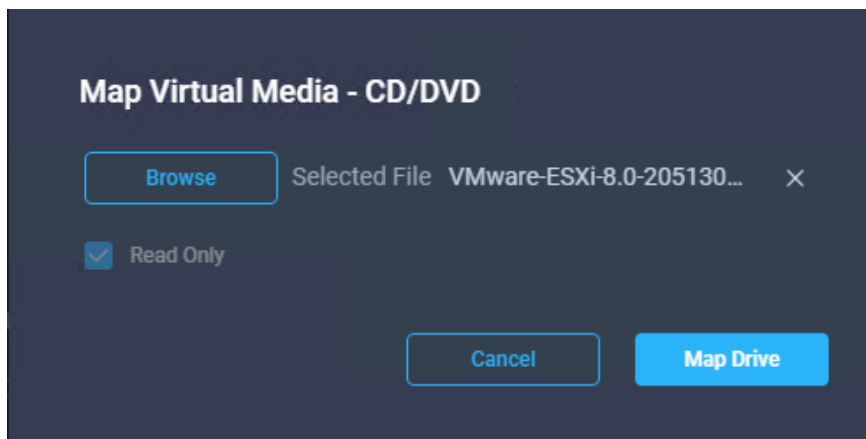 Map Virtual Media - CD/DVD
Browse Selected File VMware-ESXi-8.0-205130...
Read Only
Cancel Map Drive